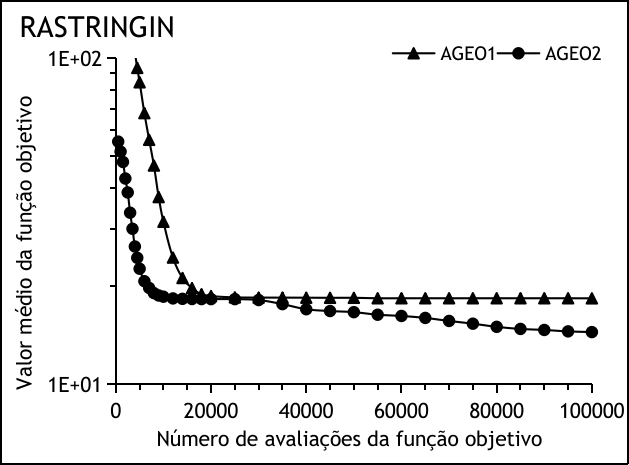 RASTRINGIN
AGEO1 AGEO2
1E+02
Valor médio da função objetivo
1E+01
0 20000 40000 60000 80000 100000
Número de avaliações da função objetivo